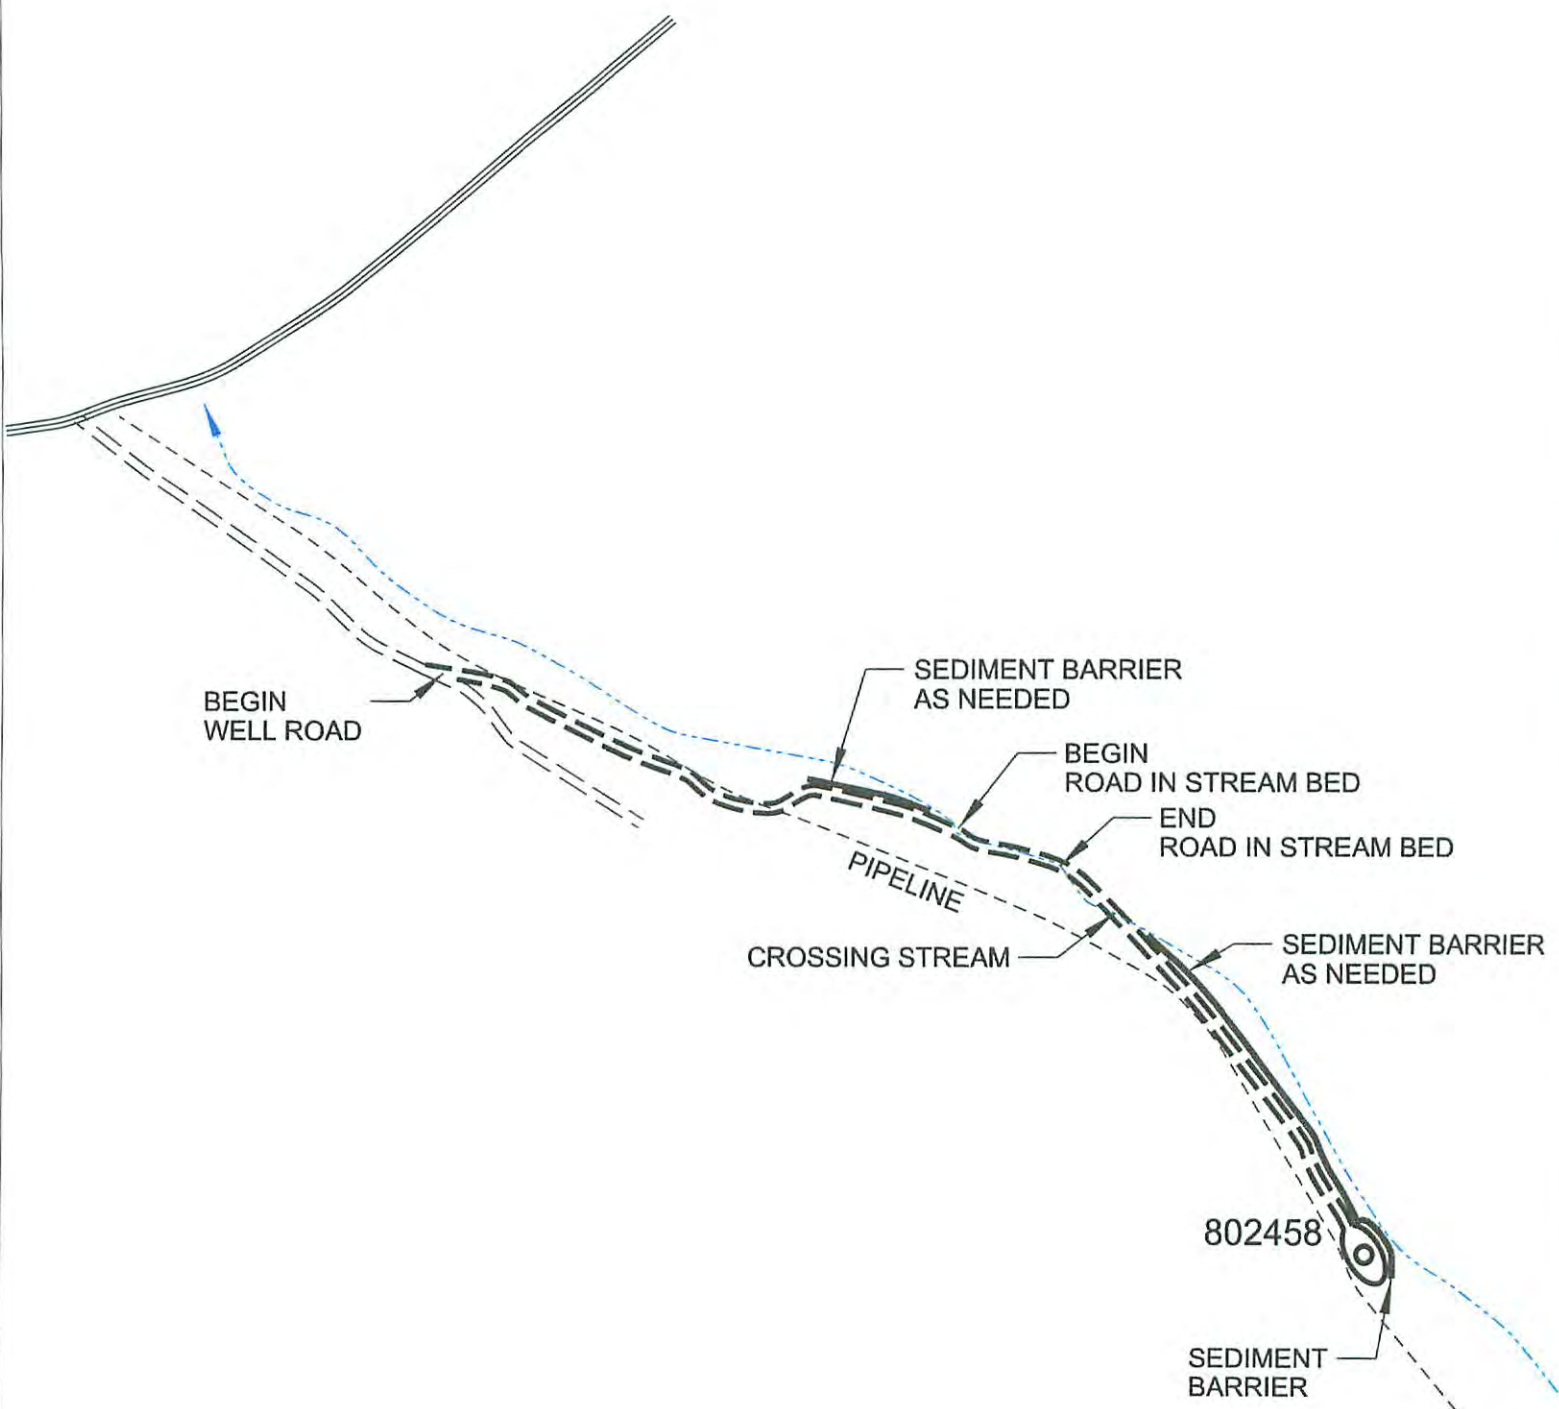 SEDIMENT BARRIER
AS NEEDED
BEGIN
WELL ROAD
BEGIN
ROAD IN STREAM BED
END
ROAD IN STREAM BED
PIPELINE
CROSSING STREAM
SEDIMENT BARRIER
AS NEEDED
802458
SEDIMENT
BARRIER